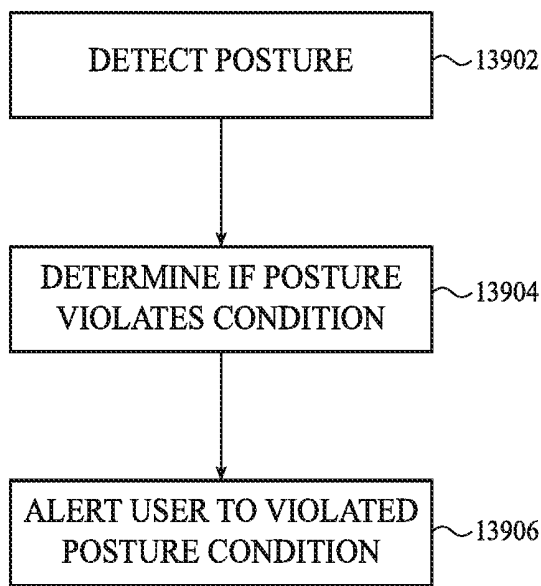 DETECT POSTURE
13902
DETERMINE IF POSTURE
VIOLATES CONDITION
13904
ALERT USER TO VIOLATED
POSTURE CONDITION
13906